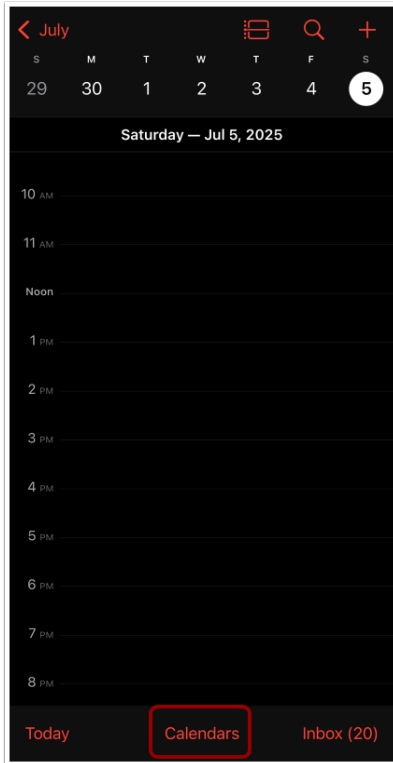 July
S M T W T F S
29 30 1 2 3 4 5
Saturday — Jul 5, 2025
10 AM
11 AM
Noon
1 PM
2 PM
3 PM
4 PM
5 PM
6 PM
7 PM
8 PM
Today Calendars Inbox (20)